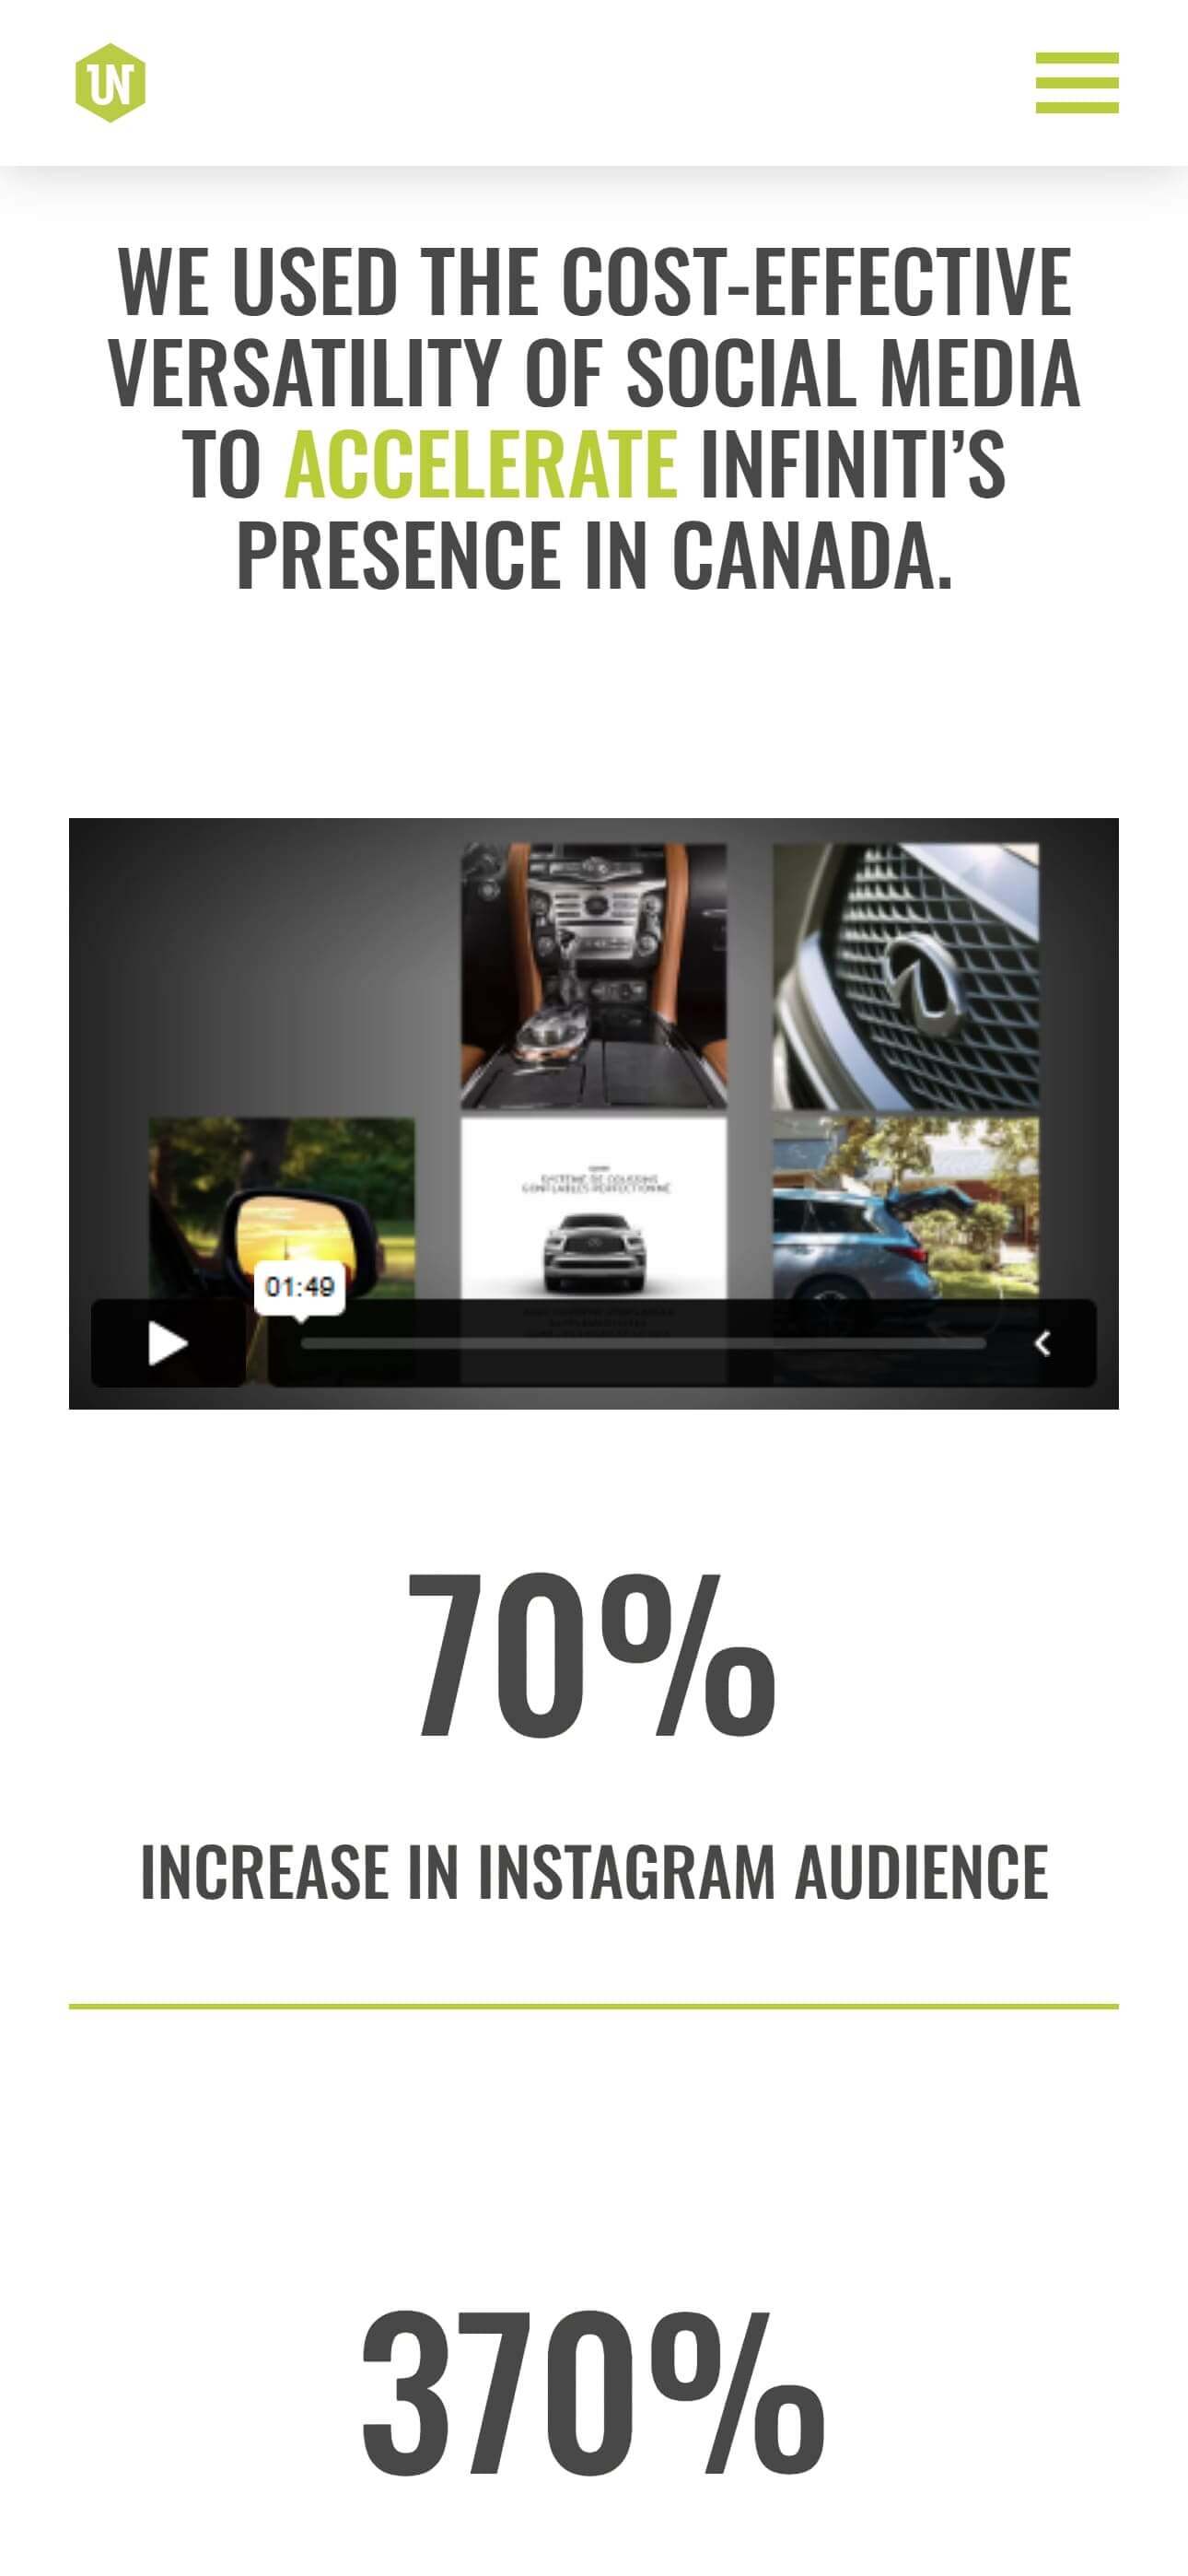 UN
WE USED THE COST-EFFECTIVE
VERSATILITY OF SOCIAL MEDIA
TO ACCELERATE INFINITI’S
PRESENCE IN CANADA.
SYSTÈME DE COUSSINS
GONFLABLES PERFECTIONNÉ
01:49
70%
INCREASE IN INSTAGRAM AUDIENCE
370%